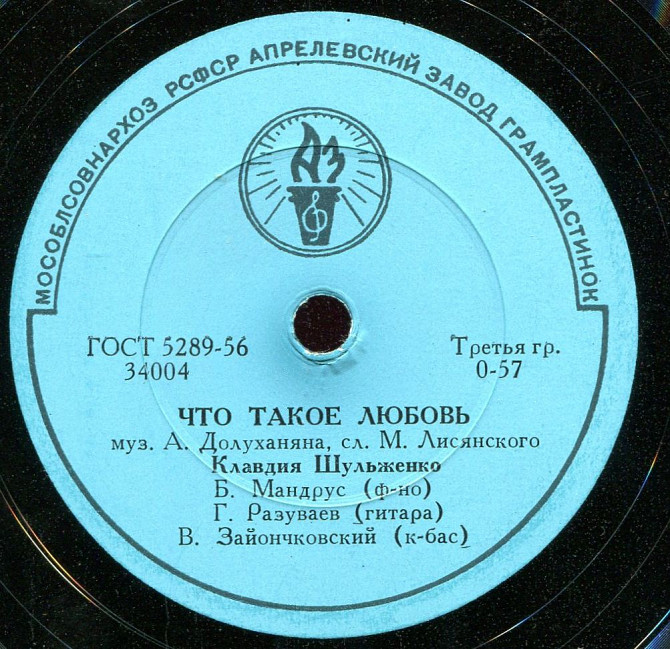 МОСОБЛСОВНАРХОЗ РСФСР АПРЕЛЕВСКИЙ ЗАВОД ГРАМПЛАСТИНОК
АЗ
ГОСТ 5289-56
34004
Третья гр.
0-57
ЧТО ТАКОЕ ЛЮБОВЬ
муз. А. Долуханяна, сл. М. Лисянского
Клавдия Шульженко
Б. Мандрус (ф-но)
Г. Разуваев (гитара)
В. Зайончковский (к-бас)